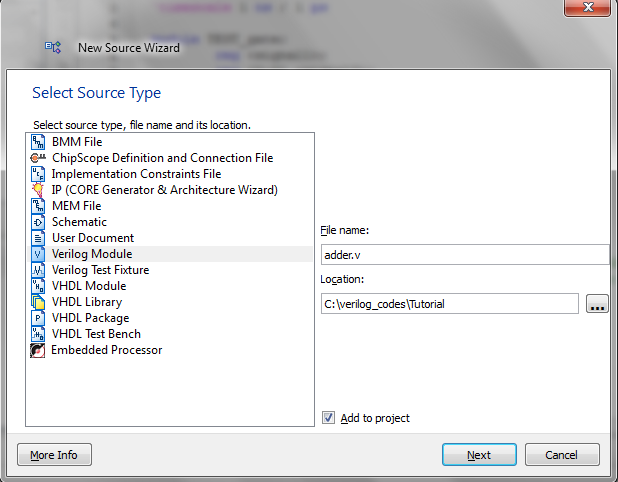 New Source Wizard
Select Source Type
Select source type, file name and its location.
BMM File
ChipScope Definition and Connection File
Implementation Constraints File
IP (CORE Generator & Architecture Wizard)
MEM File
Schematic
User Document
Verilog Module
Verilog Test Fixture
VHDL Module
VHDL Library
VHDL Package
VHDL Test Bench
Embedded Processor
File name:
adder.v
Location:
C:\verilog_codes\Tutorial
...
Add to project
More Info
Next
Cancel